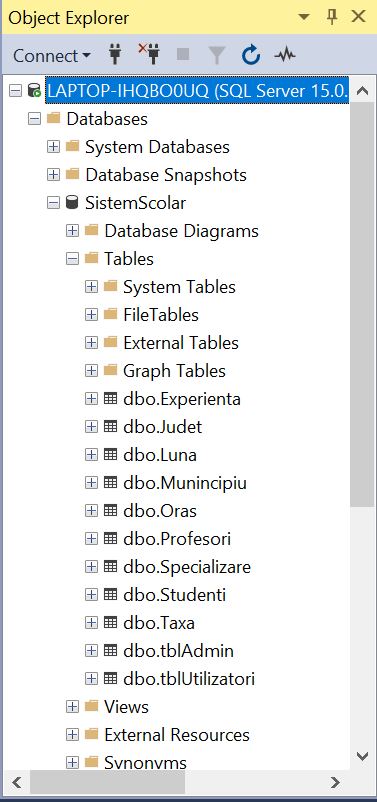 Object Explorer
Connect
LAPTOP-IHQBO0UQ (SQL Server 15.0.
Databases
System Databases
Database Snapshots
SistemScolar
Database Diagrams
Tables
System Tables
FileTables
External Tables
Graph Tables
dbo.Experienta
dbo.Judet
dbo.Luna
dbo.Munincipiu
dbo.Oras
dbo.Profesori
dbo.Specializare
dbo.Studenti
dbo.Taxa
dbo.tblAdmin
dbo.tblUtilizatori
Views
External Resources
Synonyms